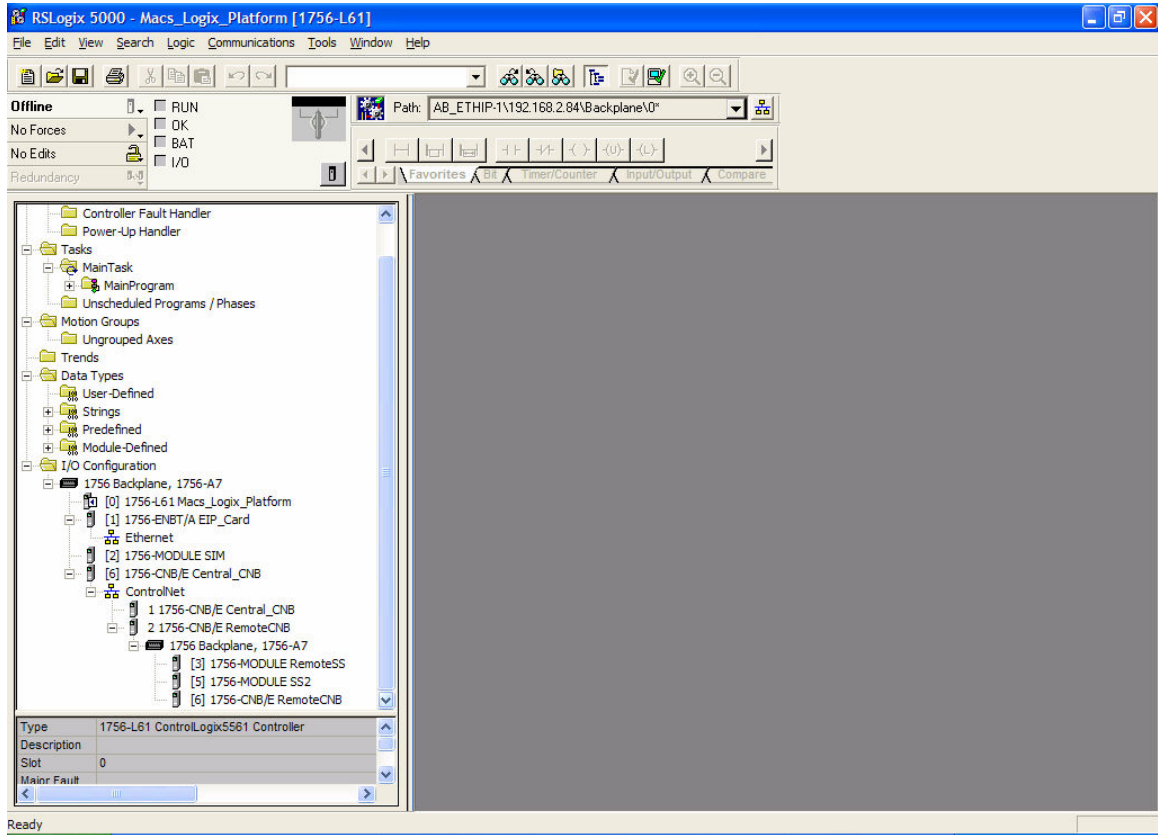 RSLogix 5000 - Macs_Logix_Platform [1756-L61]
File Edit View Search Logic Communications Tools Window Help
Offline
RUN
No Forces
OK
No Edits
BAT
Redundancy
I/O
Path: AB_ETHIP-1\192.168.2.84\Backplane\0*
Favorites Bit Timer/Counter Input/Output Compare
Controller Fault Handler
Power-Up Handler
Tasks
MainTask
MainProgram
Unscheduled Programs / Phases
Motion Groups
Ungrouped Axes
Trends
Data Types
User-Defined
Strings
Predefined
Module-Defined
I/O Configuration
1756 Backplane, 1756-A7
[0] 1756-L61 Macs_Logix_Platform
[1] 1756-ENBT/A EIP_Card
Ethernet
[2] 1756-MODULE SIM
[6] 1756-CNB/E Central_CNB
ControlNet
1 1756-CNB/E Central_CNB
2 1756-CNB/E RemoteCNB
1756 Backplane, 1756-A7
[3] 1756-MODULE RemoteSS
[5] 1756-MODULE SS2
[6] 1756-CNB/E RemoteCNB
Type 1756-L61 ControlLogix5561 Controller
Description
Slot 0
Major Fault
Ready